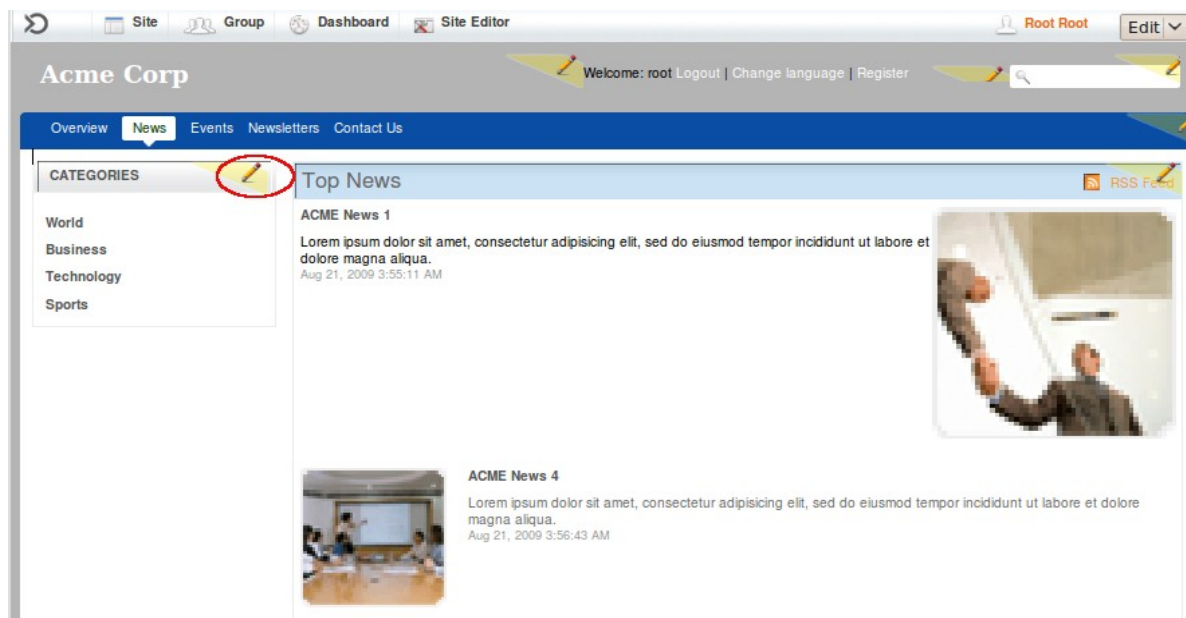 Site Group Dashboard Site Editor Root Root Edit
Acme Corp
Welcome: root Logout | Change language | Register
Overview News Events Newsletters Contact Us
CATEGORIES
World
Business
Technology
Sports
Top News
RSS Feed
ACME News 1
Lorem ipsum dolor sit amet, consectetur adipisicing elit, sed do eiusmod tempor incididunt ut labore et
dolore magna aliqua.
Aug 21, 2009 3:55:11 AM
ACME News 4
Lorem ipsum dolor sit amet, consectetur adipisicing elit, sed do eiusmod tempor incididunt ut labore et dolore
magna aliqua.
Aug 21, 2009 3:56:43 AM